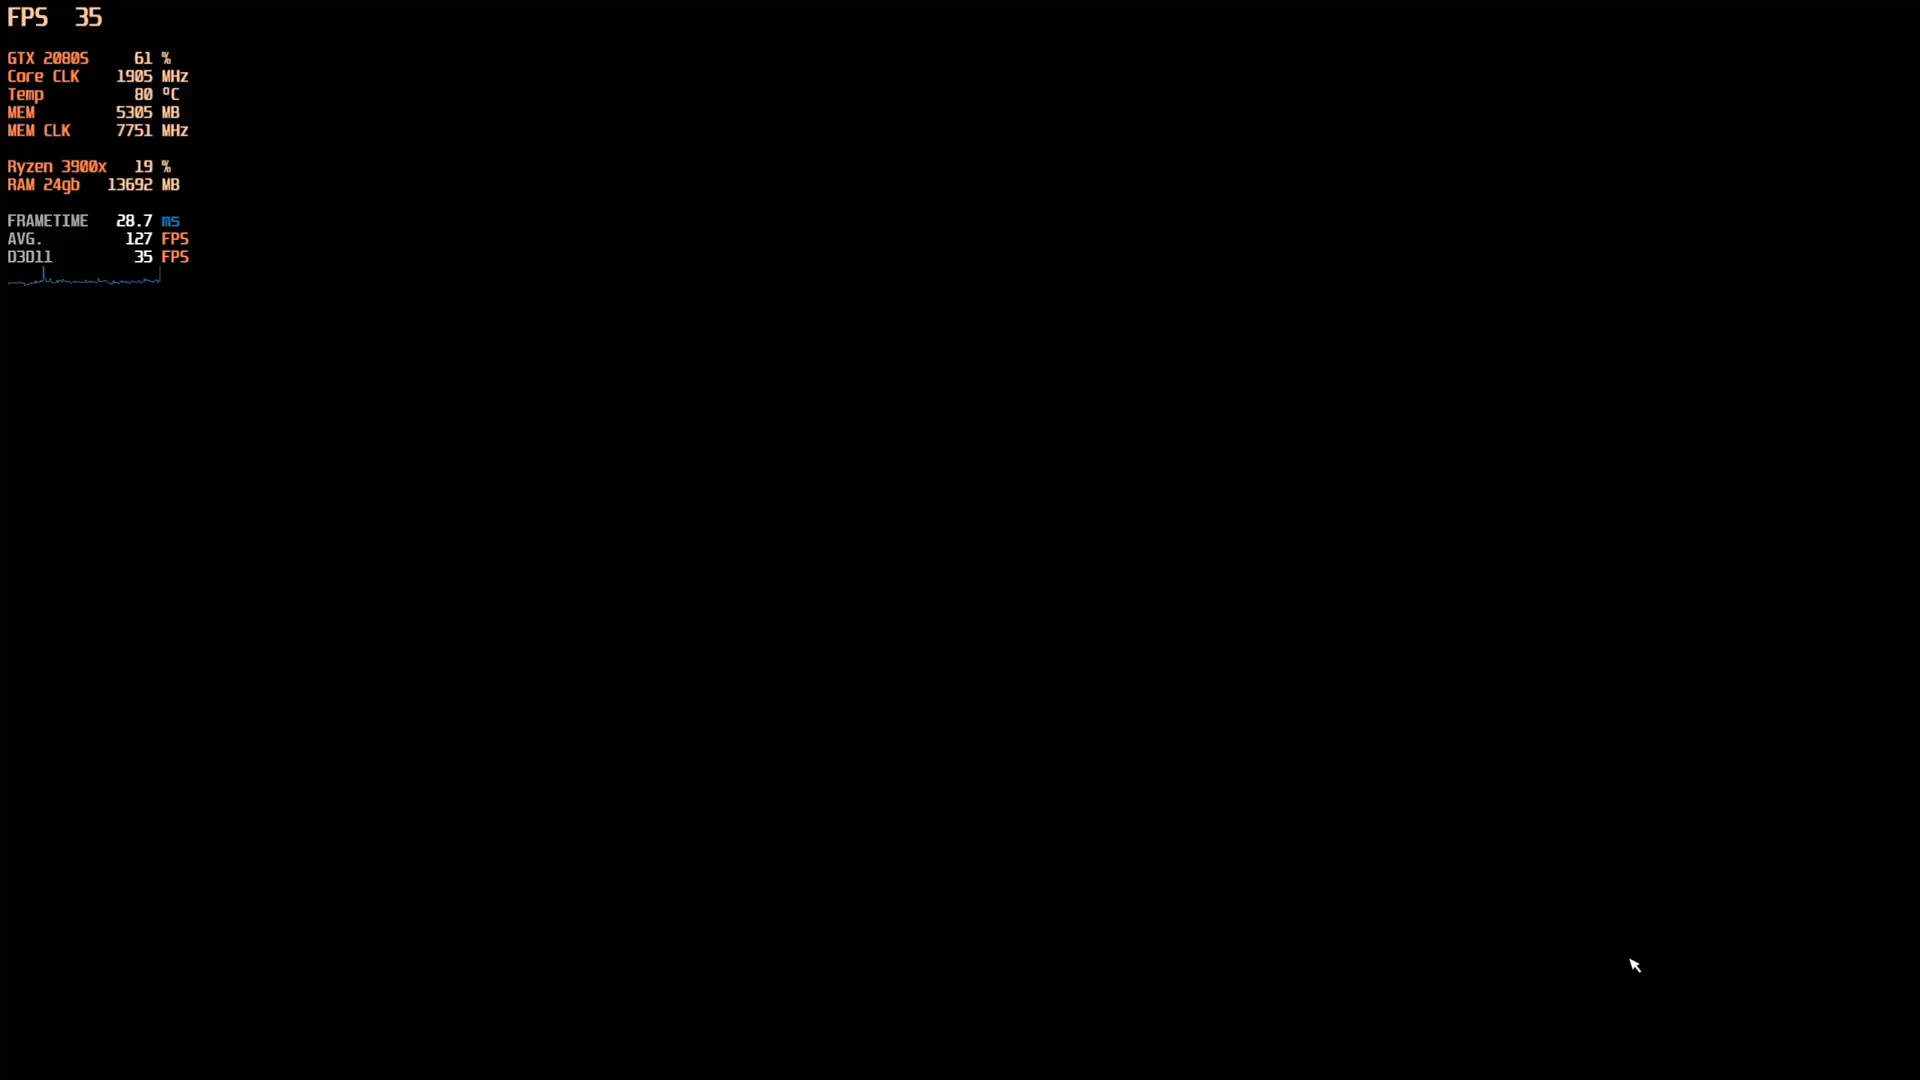 FPS 35
GTX 2080S 61 %
Core CLK 1905 MHz
Temp 80 °C
MEM 5305 MB
MEM CLK 7751 MHz
Ryzen 3900x 19 %
RAM 24gb 13692 MB
FRAMETIME 28.7 ms
AVG. 127 FPS
D3D11 35 FPS